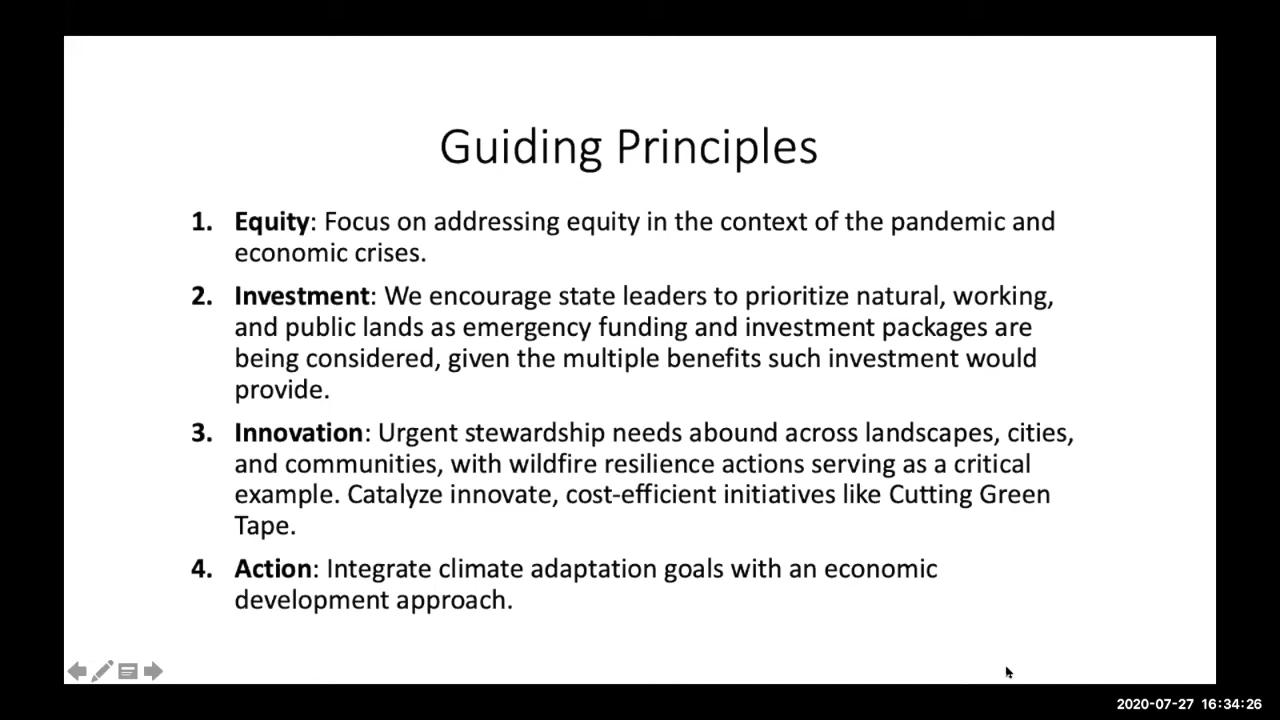 Guiding Principles
1. Equity: Focus on addressing equity in the context of the pandemic and
economic crises.
2. Investment: We encourage state leaders to prioritize natural, working,
and public lands as emergency funding and investment packages are
being considered, given the multiple benefits such investment would
provide.
3. Innovation: Urgent stewardship needs abound across landscapes, cities,
and communities, with wildfire resilience actions serving as a critical
example. Catalyze innovate, cost-efficient initiatives like Cutting Green
Tape.
4. Action: Integrate climate adaptation goals with an economic
development approach.
2020-07-27 16:34:26